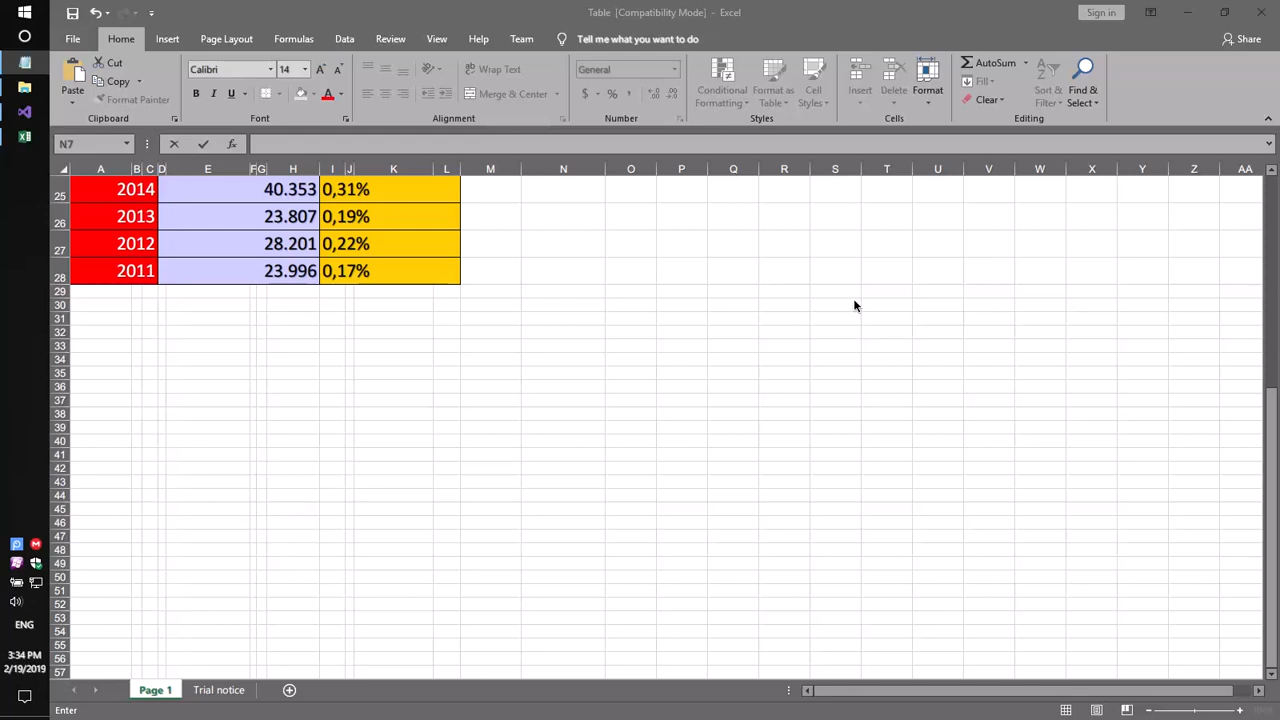 Table [Compatibility Mode] - Excel
Sign in
File Home Insert Page Layout Formulas Data Review View Help Team Tell me what you want to do Share
Cut
Copy
Format Painter
Paste
Calibri 14
B I U
A A
Wrap Text
Merge & Center
General
$ % ,
Conditional Formatting
Format as Table
Cell Styles
Insert
Delete
Format
AutoSum
Fill
Clear
Sort & Filter
Find & Select
Clipboard Font Alignment Number Styles Cells Editing
N7 fx
A B C D E F G H I J K L M N O P Q R S T U V W X Y Z AA
25 2014 40.353 0,31%
26 2013 23.807 0,19%
27 2012 28.201 0,22%
28 2011 23.996 0,17%
29
30
31
32
33
34
35
36
37
38
39
40
41
42
43
44
45
46
47
48
49
50
51
52
53
54
55
56
57
ENG
3:34 PM
2/19/2019
Page 1 Trial notice
Enter